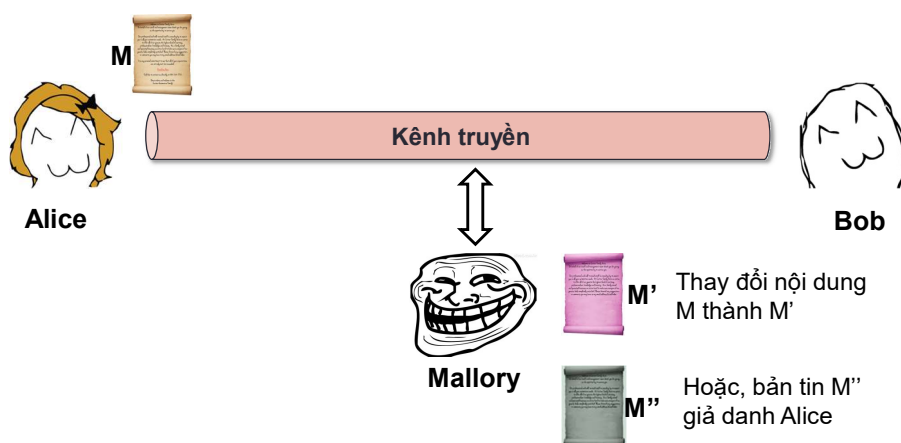 M
Kênh truyền
Alice
Bob
M’
Thay đổi nội dung
M thành M’
Mallory
M’’
Hoặc, bản tin M’’
giả danh Alice